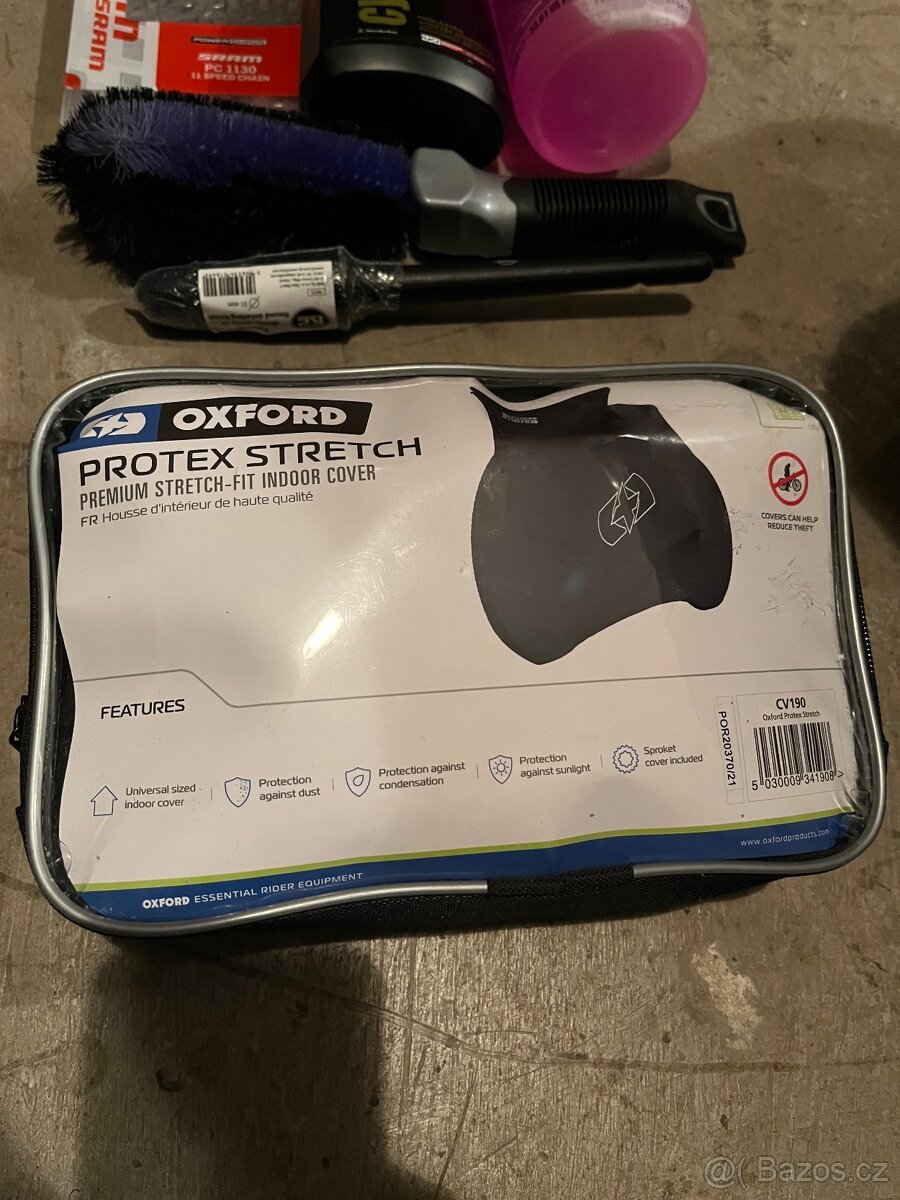 SRAM
SRAM
PC 1130
11 SPEED CHAIN
OXFORD
PROTEX STRETCH
PREMIUM STRETCH-FIT INDOOR COVER
FR Housse d'intérieur de haute qualité
COVERS CAN HELP
REDUCE THEFT
FEATURES
Universal sized
indoor cover
Protection
against dust
Protection against
condensation
Protection
against sunlight
Sproket
cover included
POR20370/21
CV190
Oxford Protex Stretch
5 030009 341908 >
www.oxfordproducts.com
OXFORD ESSENTIAL RIDER EQUIPMENT
@( Bazos.cz